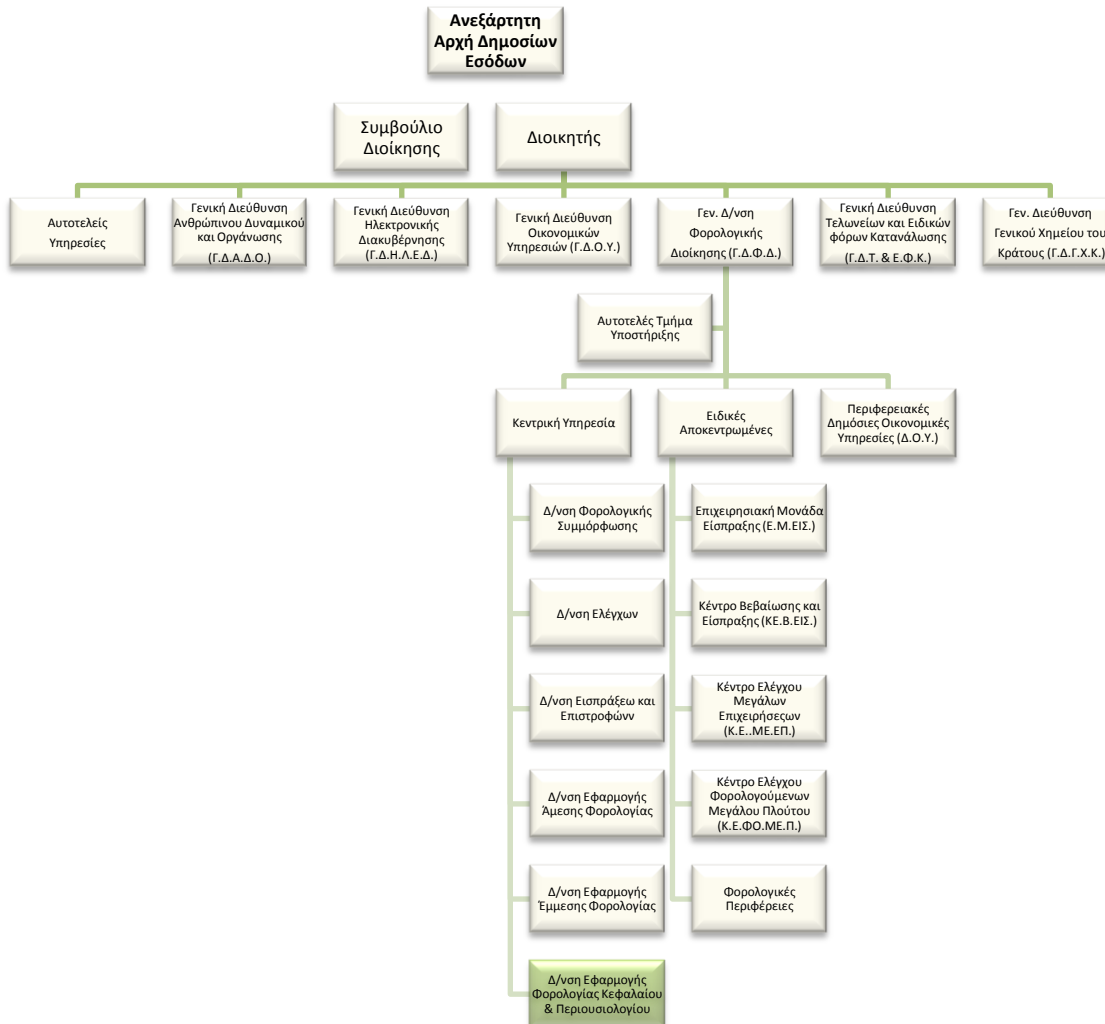 Ανεξάρτητη
Αρχή Δημοσίων
Εσόδων
Συμβούλιο
Διοίκησης
Διοικητής
Αυτοτελείς
Υπηρεσίες
Γενική Διεύθυνση
Ανθρώπινου Δυναμικού
και Οργάνωσης
(Γ.Δ.Α.Δ.Ο.)
Γενική Διεύθυνση
Ηλεκτρονικής
Διακυβέρνησης
(Γ.Δ.Η.Λ.Ε.Δ.)
Γενική Διεύθυνση
Οικονομικών
Υπηρεσιών (Γ.Δ.Ο.Υ.)
Γεν. Δ/νση
Φορολογικής
Διοίκησης (Γ.Δ.Φ.Δ.)
Γενική Διεύθυνση
Τελωνείων και Ειδικών
φόρων Κατανάλωσης
(Γ.Δ.Τ. & Ε.Φ.Κ.)
Γεν. Διεύθυνση
Γενικού Χημείου του
Κράτους (Γ.Δ.Γ.Χ.Κ.)
Αυτοτελές Τμήμα
Υποστήριξης
Κεντρική Υπηρεσία
Ειδικές
Αποκεντρωμένες
Περιφερειακές
Δημόσιες Οικονομικές
Υπηρεσίες (Δ.Ο.Υ.)
Δ/νση Φορολογικής
Συμμόρφωσης
Επιχειρησιακή Μονάδα
Είσπραξης (Ε.Μ.ΕΙΣ.)
Δ/νση Ελέγχων
Κέντρο Βεβαίωσης και
Είσπραξης (ΚΕ.Β.ΕΙΣ.)
Δ/νση Εισπράξεω και
Επιστροφώνν
Κέντρο Ελέγχου
Μεγάλων
Επιχειρήσεςων
(Κ.Ε..ΜΕ.ΕΠ.)
Δ/νση Εφαρμογής
Άμεσης Φορολογίας
Κέντρο Ελέγχου
Φορολογούμενων
Μεγάλου Πλούτου
(Κ.Ε.ΦΟ.ΜΕ.Π.)
Δ/νση Εφαρμογής
Έμμεσης Φορολογίας
Φορολογικές
Περιφέρειες
Δ/νση Εφαρμογής
Φορολογίας Κεφαλαίου
& Περιουσιολογίου